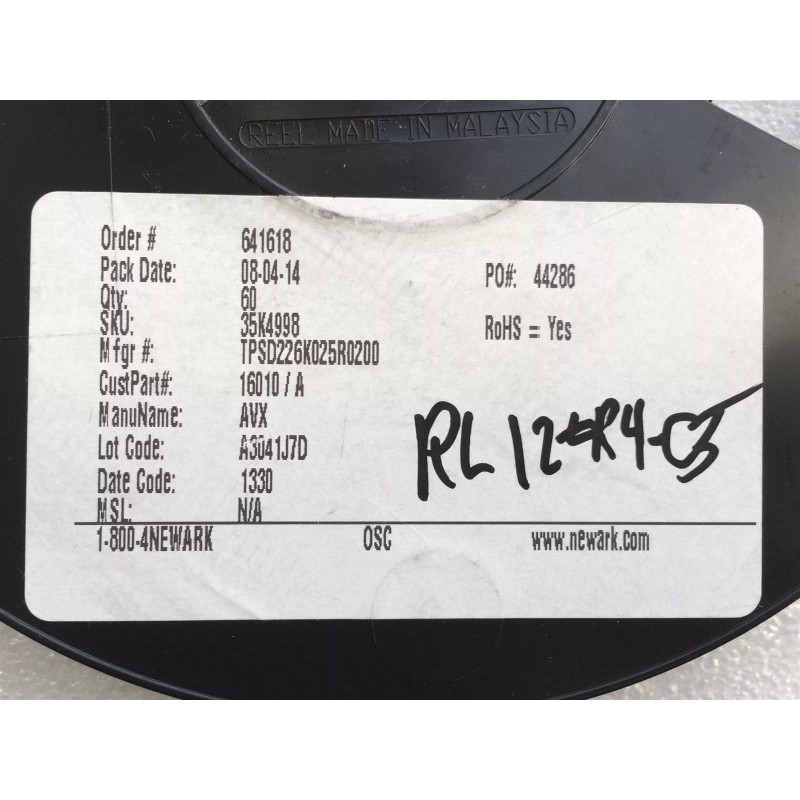 REEL MADE IN MALAYSIA
Order # 641618
Pack Date: 08-04-14 PO#: 44286
Qty: 60
SKU: 35K4998 RoHS = Yes
Mfgr #: TPSD226K025R0200
CustPart#: 16010 / A
ManuName: AVX
Lot Code: A3041J7D
Date Code: 1330
MSL: N/A
1-800-4NEWARK OSC www.newark.com